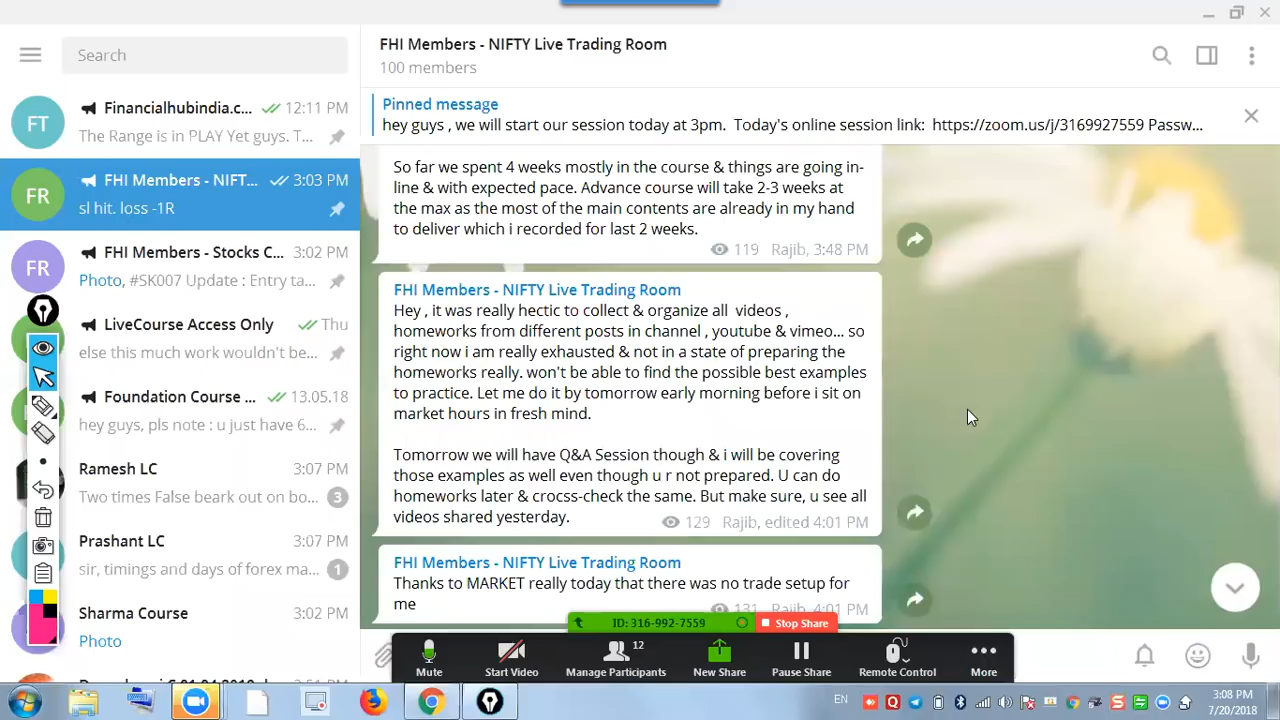 Search
FT
Financialhubindia.c...
12:11 PM
The Range is in PLAY Yet guys. T...
FR
FHI Members - NIFT...
3:03 PM
sl hit. loss -1R
FR
FHI Members - Stocks C...
3:02 PM
Photo, #SK007 Update : Entry ta...
LiveCourse Access Only
Thu
else this much work wouldn't be...
Foundation Course ...
13.05.18
hey guys, pls note : u just have 6...
Ramesh LC
3:07 PM
Two times False beark out on bo...
3
Prashant LC
3:07 PM
sir, timings and days of forex ma...
1
Sharma Course
3:02 PM
Photo
FHI Members - NIFTY Live Trading Room
100 members
Pinned message
hey guys , we will start our session today at 3pm. Today's online session link: https://zoom.us/j/3169927559 Passw...
So far we spent 4 weeks mostly in the course & things are going in-
line & with expected pace. Advance course will take 2-3 weeks at
the max as the most of the main contents are already in my hand
to deliver which i recorded for last 2 weeks.
119 Rajib, 3:48 PM
FHI Members - NIFTY Live Trading Room
Hey , it was really hectic to collect & organize all videos ,
homeworks from different posts in channel , youtube & vimeo... so
right now i am really exhausted & not in a state of preparing the
homeworks really. won't be able to find the possible best examples
to practice. Let me do it by tomorrow early morning before i sit on
market hours in fresh mind.
Tomorrow we will have Q&A Session though & i will be covering
those examples as well even though u r not prepared. U can do
homeworks later & crocss-check the same. But make sure, u see all
videos shared yesterday.
129 Rajib, edited 4:01 PM
FHI Members - NIFTY Live Trading Room
Thanks to MARKET really today that there was no trade setup for
me
131 Rajib, 4:01 PM
ID: 316-992-7559
Stop Share
Mute
Start Video
12
Manage Participants
New Share
Pause Share
Remote Control
More
EN
3:08 PM
7/20/2018